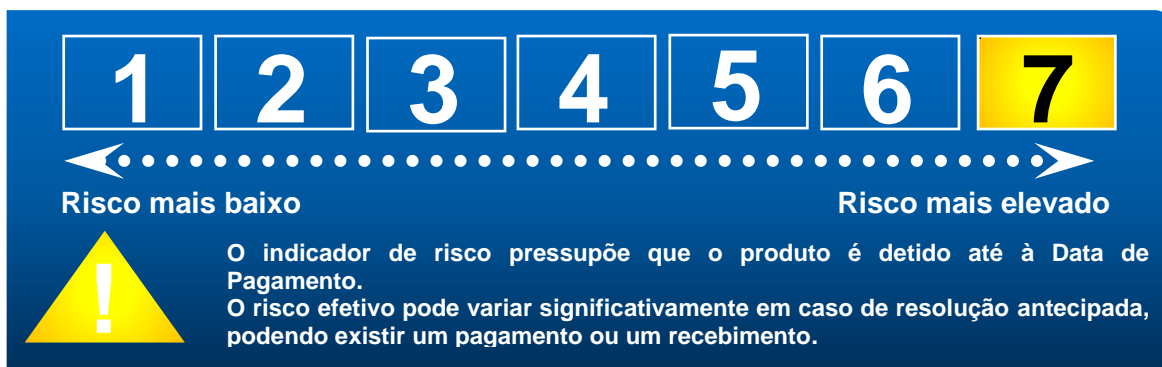 1 2 3 4 5 6 7
Risco mais baixo Risco mais elevado
!
O indicador de risco pressupõe que o produto é detido até à Data de
Pagamento.
O risco efetivo pode variar significativamente em caso de resolução antecipada,
podendo existir um pagamento ou um recebimento.